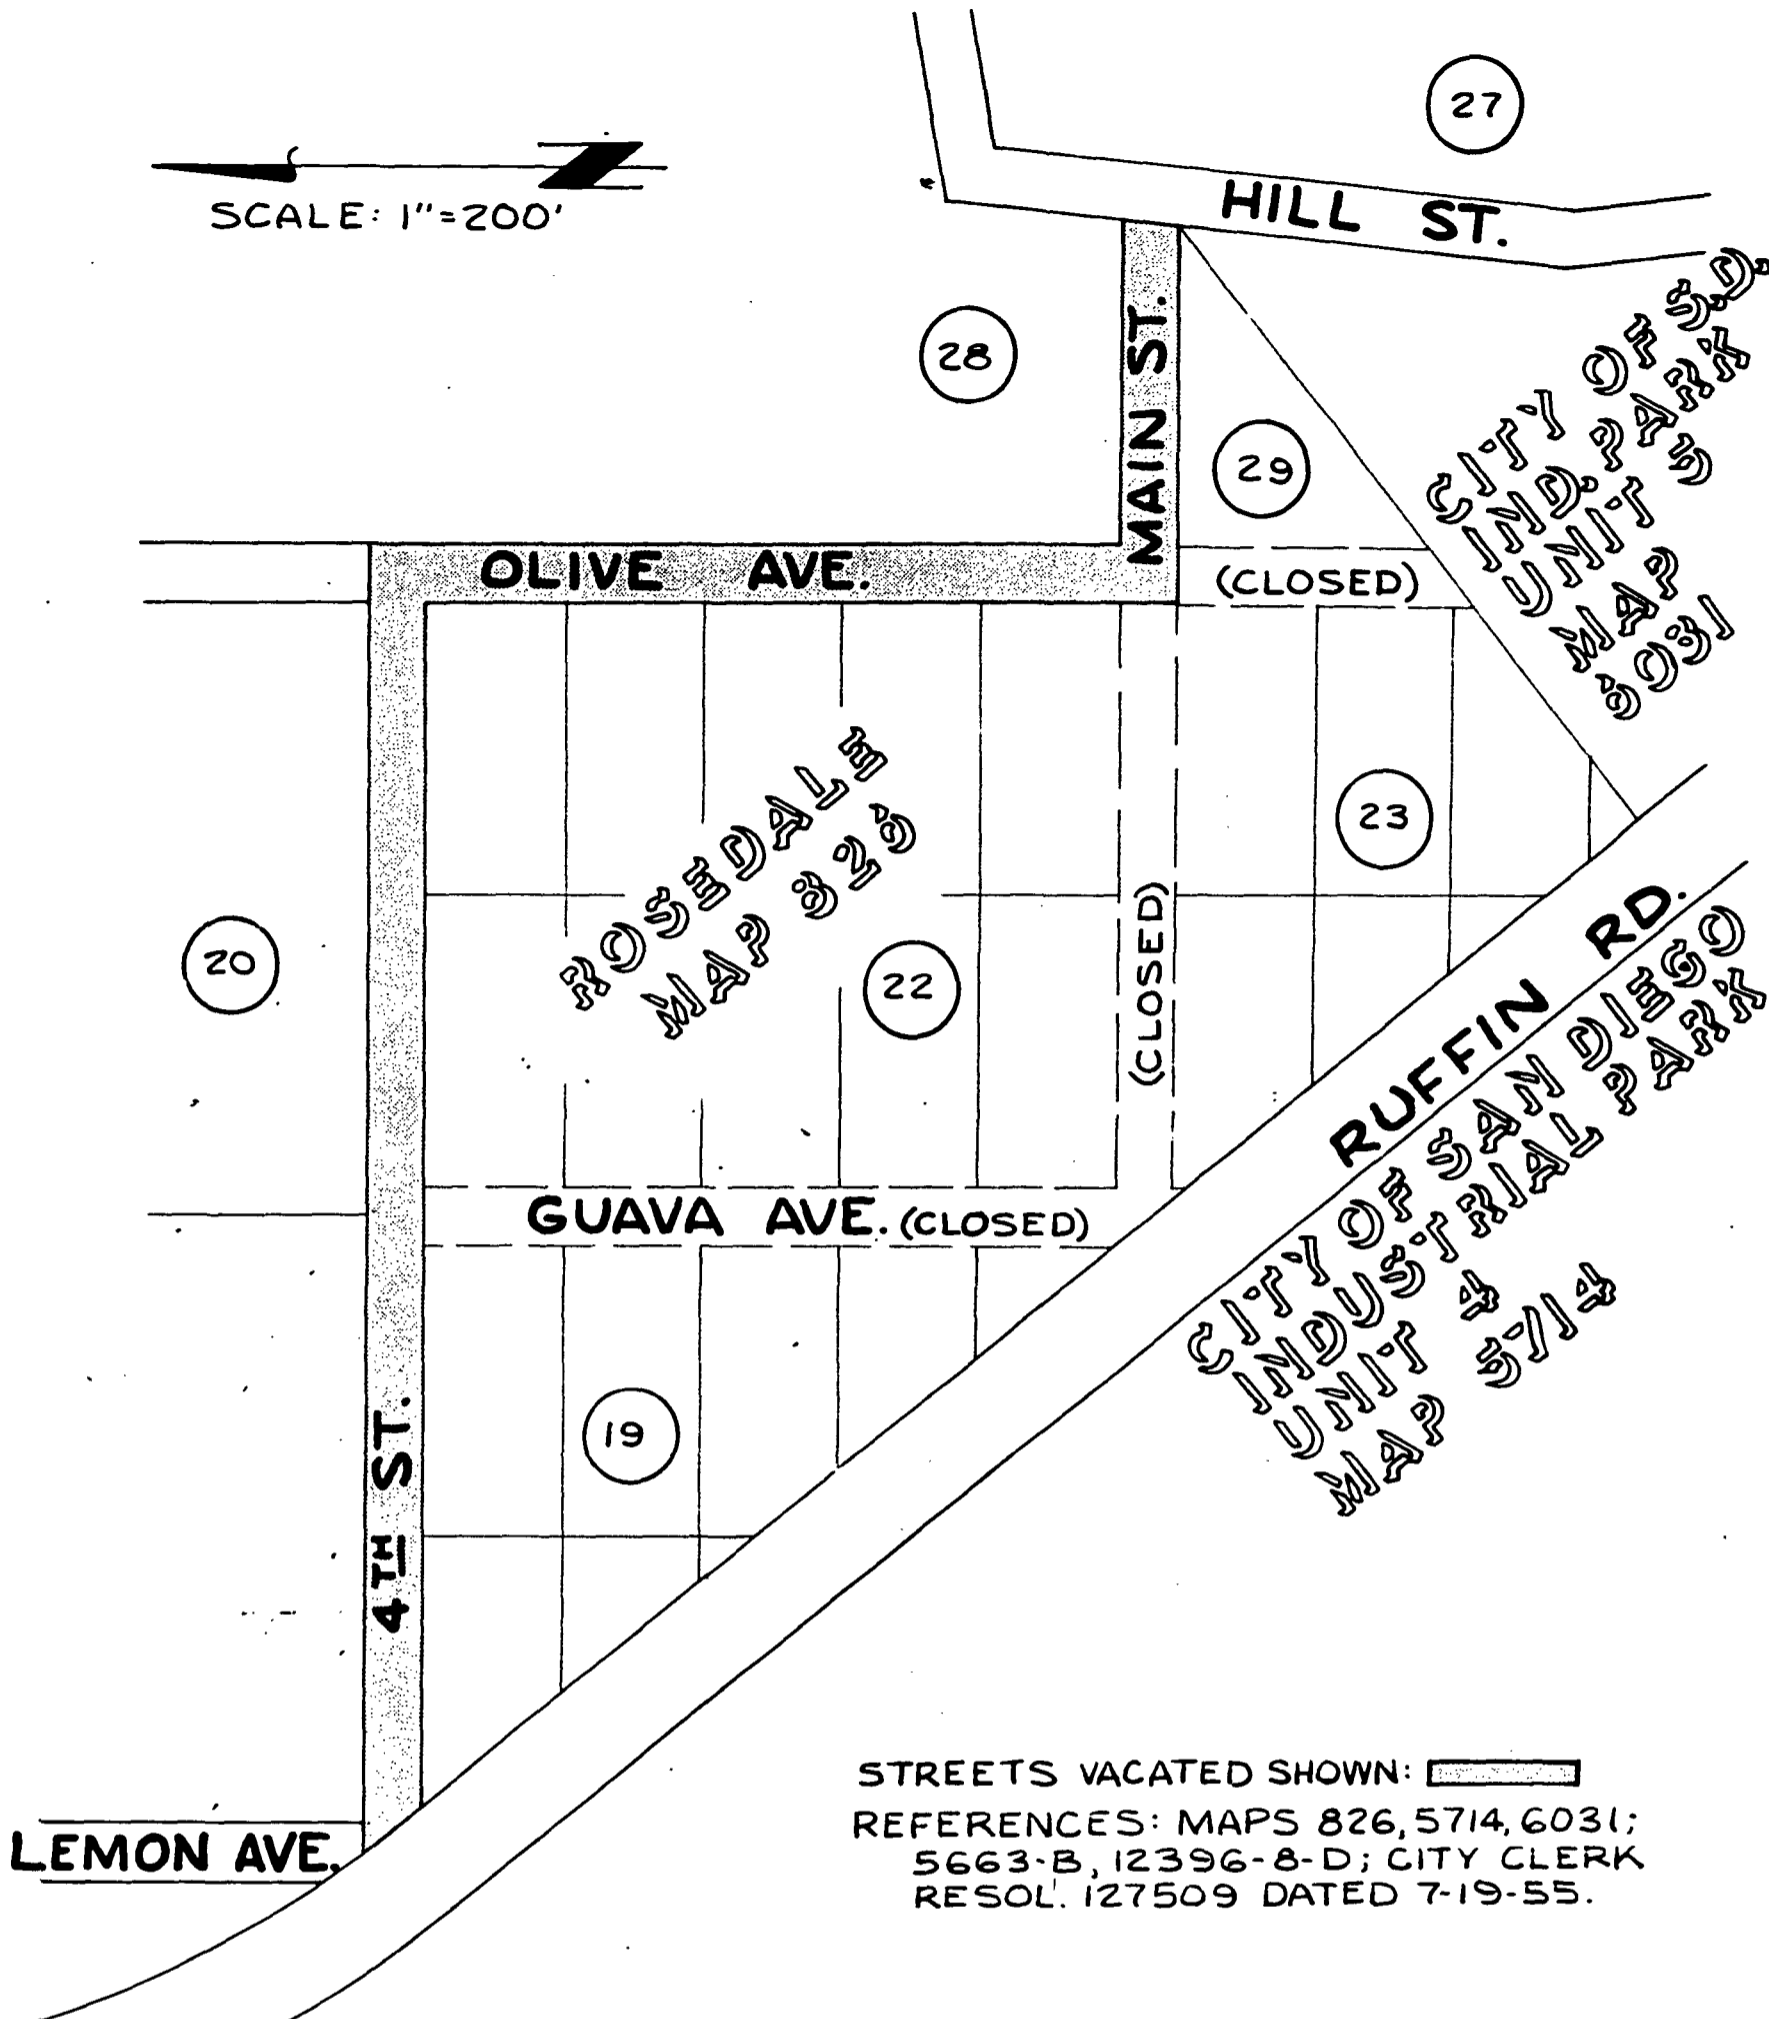 27
HILL ST.
N
SCALE: 1"=200'
28
MAIN ST.
29
CITY OF S.D.
IND. PARK
UNIT 5
MAP 6031
OLIVE AVE.
(CLOSED)
ROSEDALE
MAP 826
23
20
22
(CLOSED)
RUFFIN RD.
CITY OF SAN DIEGO
INDUSTRIAL PARK
UNIT 4
MAP 5714
GUAVA AVE. (CLOSED)
19
4TH ST.
STREETS VACATED SHOWN:
REFERENCES: MAPS 826, 5714, 6031;
5663-B, 12396-8-D; CITY CLERK
RESOL. 127509 DATED 7-19-55.
LEMON AVE.